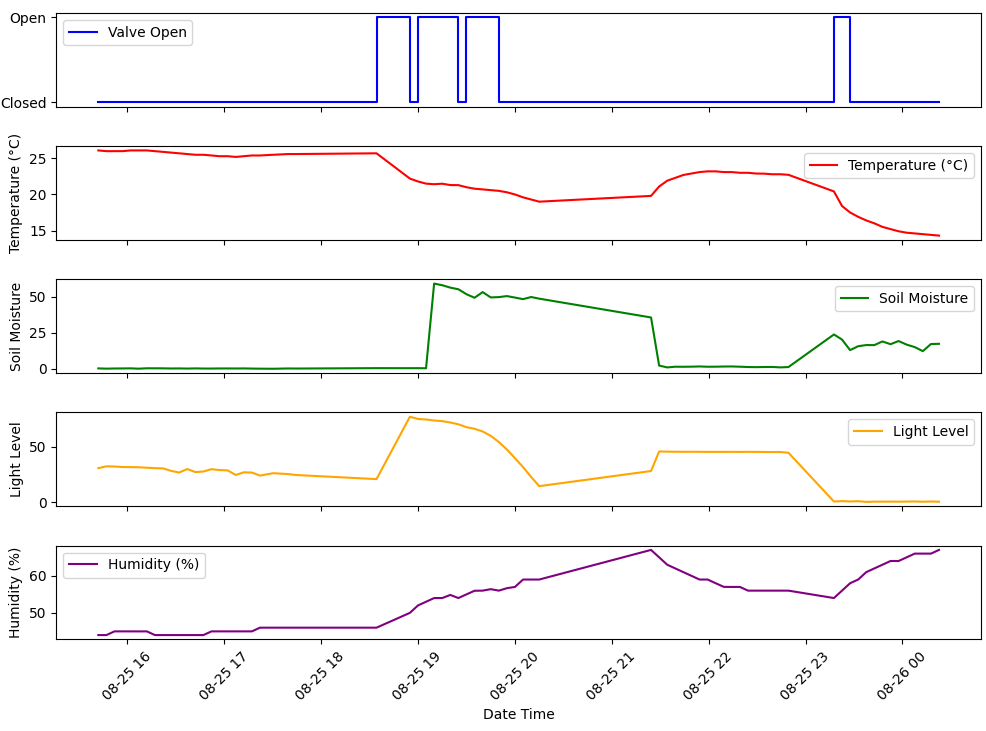 Open
Closed
Valve Open
Temperature (°C)
25
20
15
Temperature (°C)
Soil Moisture
50
25
0
Soil Moisture
Light Level
50
0
Light Level
Humidity (%)
60
50
Humidity (%)
08-25 16
08-25 17
08-25 18
08-25 19
08-25 20
08-25 21
08-25 22
08-25 23
08-26 00
Date Time